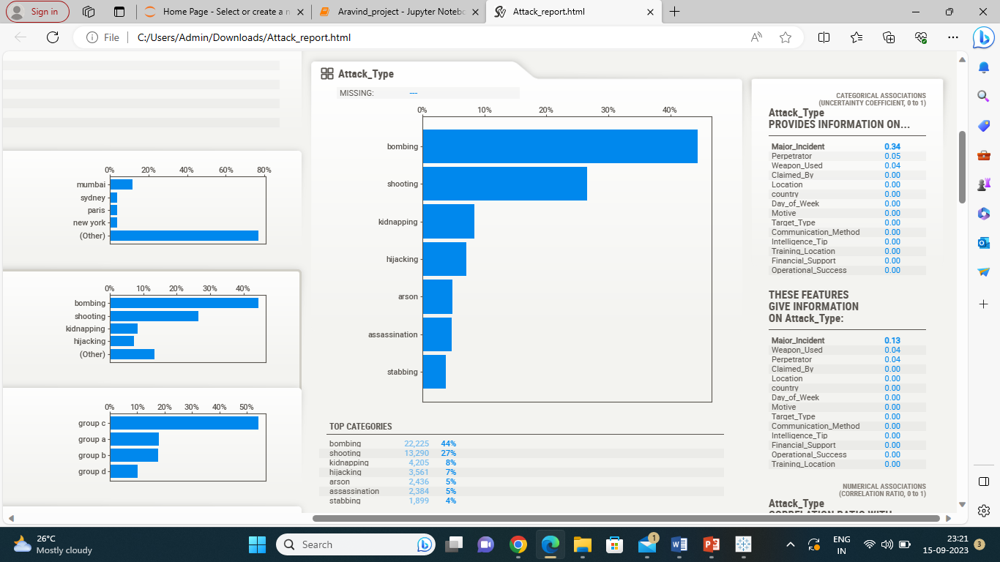 Sign in
Home Page - Select or create a n
Aravind_project - Jupyter Notebo
Attack_report.html
File
C:/Users/Admin/Downloads/Attack_report.html
0% 20% 40% 60% 80%
mumbai
sydney
paris
new york
(Other)
0% 10% 20% 30% 40%
bombing
shooting
kidnapping
hijacking
(Other)
0% 10% 20% 30% 40% 50%
group c
group a
group b
group d
Attack_Type
MISSING: ---
0% 10% 20% 30% 40%
bombing
shooting
kidnapping
hijacking
arson
assassination
stabbing
TOP CATEGORIES
bombing 22,225 44%
shooting 13,290 27%
kidnapping 4,205 8%
hijacking 3,561 7%
arson 2,436 5%
assassination 2,384 5%
stabbing 1,899 4%
CATEGORICAL ASSOCIATIONS
(UNCERTAINTY COEFFICIENT, 0 to 1)
Attack_Type
PROVIDES INFORMATION ON...
Major_Incident 0.34
Perpetrator 0.05
Weapon_Used 0.04
Claimed_By 0.00
Location 0.00
country 0.00
Day_of_Week 0.00
Motive 0.00
Target_Type 0.00
Communication_Method 0.00
Intelligence_Tip 0.00
Training_Location 0.00
Financial_Support 0.00
Operational_Success 0.00
THESE FEATURES
GIVE INFORMATION
ON Attack_Type:
Major_Incident 0.13
Weapon_Used 0.04
Perpetrator 0.04
Claimed_By 0.00
Location 0.00
country 0.00
Day_of_Week 0.00
Motive 0.00
Target_Type 0.00
Communication_Method 0.00
Intelligence_Tip 0.00
Financial_Support 0.00
Operational_Success 0.00
Training_Location 0.00
NUMERICAL ASSOCIATIONS
(CORRELATION RATIO, 0 to 1)
Attack_Type
CORRELATION RATIO WITH
26°C
Mostly cloudy
Search
1
ENG
IN
23:21
15-09-2023
3